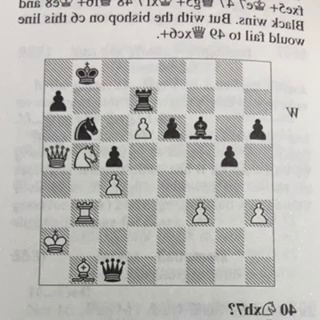 fxe5+ ♔e7 47 ♕g5+ ♔xf7 48 ♕f6+ ♔e8 and
Black wins. But with the bishop on c6 this line
would fail to 49 ♕xc6+.
W
40 ♘xh7?